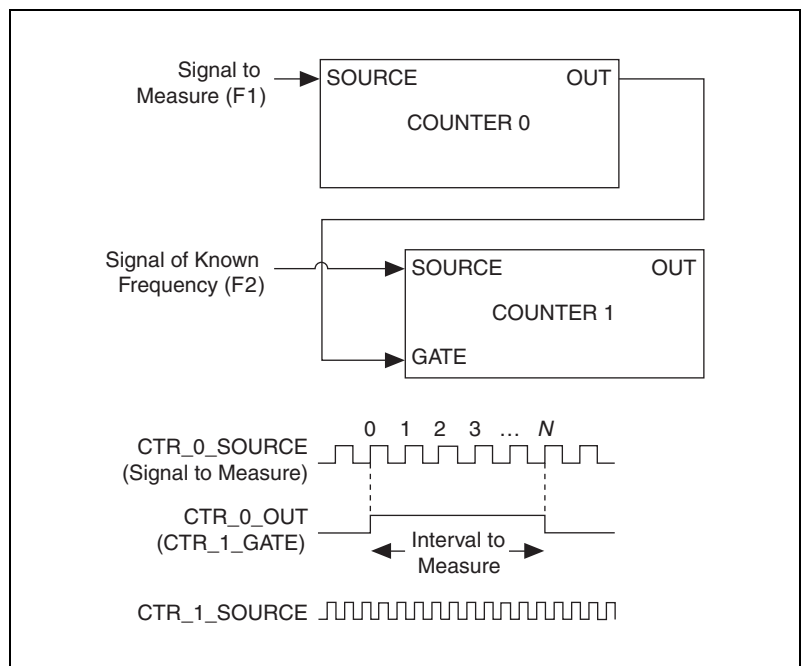 Signal to
Measure (F1)
SOURCE OUT
COUNTER 0
Signal of Known
Frequency (F2)
SOURCE OUT
COUNTER 1
GATE
0 1 2 3 … N
CTR_0_SOURCE
(Signal to Measure)
CTR_0_OUT
(CTR_1_GATE)
Interval to
Measure
CTR_1_SOURCE